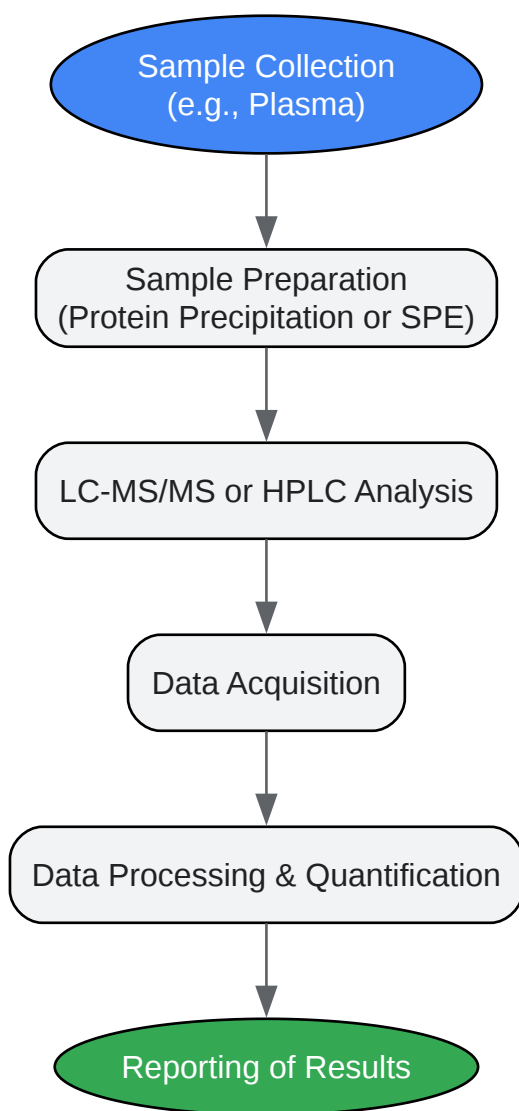 Sample Collection
(e.g., Plasma)
Sample Preparation
(Protein Precipitation or SPE)
LC-MS/MS or HPLC Analysis
Data Acquisition
Data Processing & Quantification
Reporting of Results